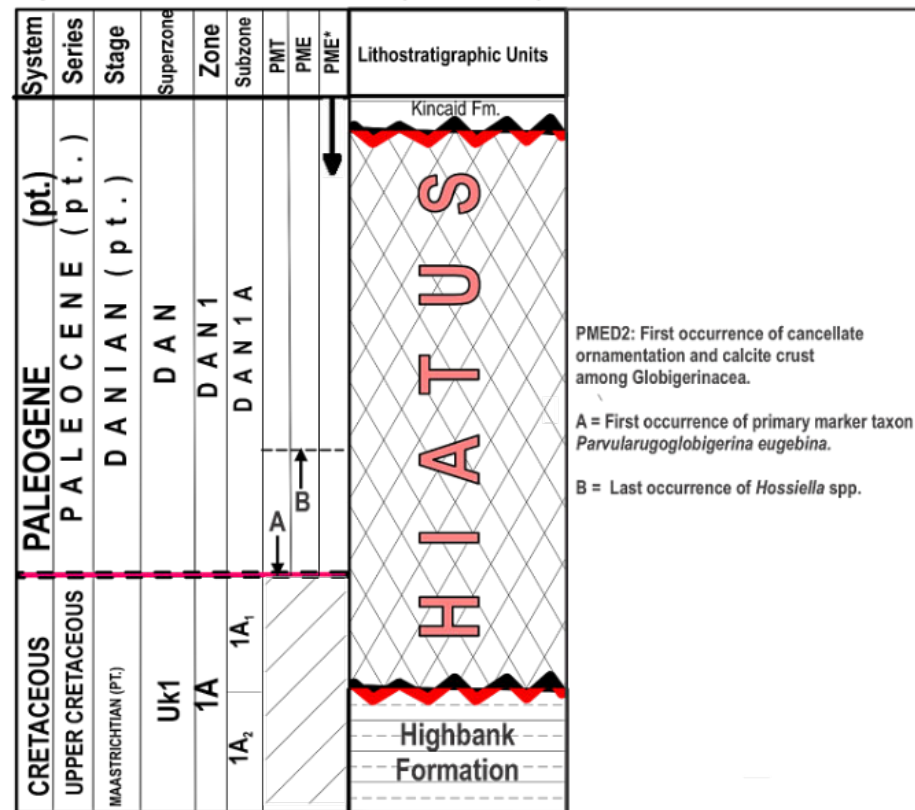 System
Series
Stage
Superzone
Zone
Subzone
PMT
PME
PME*
Lithostratigraphic Units
Kincaid Fm.
PALEOGENE (pt.)
PALEOCENE (pt.)
DANIAN (pt.)
DAN
DAN1
DAN1A
A
B
HIATUS
PMED2: First occurrence of cancellate
ornamentation and calcite crust
among Globigerinacea.
A = First occurrence of primary marker taxon
Parvularugoglobigerina eugebina.
B = Last occurrence of Hossiella spp.
CRETACEOUS
UPPER CRETACEOUS
MAASTRICHTIAN (PT.)
Uk1
1A
1A₁
1A₂
Highbank
Formation